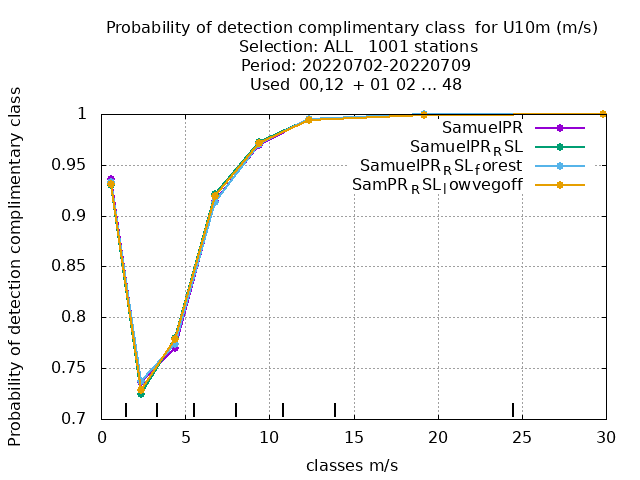 Probability of detection complimentary class  for U10m (m/s)
Selection: ALL   1001 stations
Period: 20220702-20220709
Used  00,12  + 01 02 ... 48
Probability of detection complimentary class
1
0.95
0.9
0.85
0.8
0.75
0.7
SamuelPR
SamuelPR_RSL
SamuelPR_RSL_forest
SamPR_RSL_lowvegoff
0 5 10 15 20 25 30
classes m/s